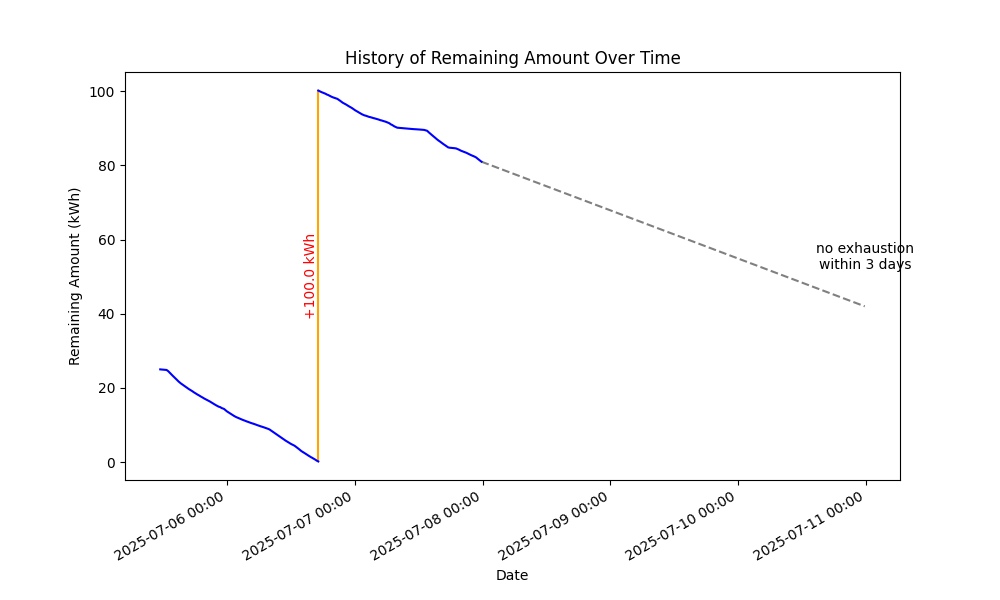 History of Remaining Amount Over Time
Remaining Amount (kWh)
100
80
60
40
20
0
+100.0 kWh
no exhaustion
within 3 days
2025-07-06 00:00
2025-07-07 00:00
2025-07-08 00:00
2025-07-09 00:00
2025-07-10 00:00
2025-07-11 00:00
Date